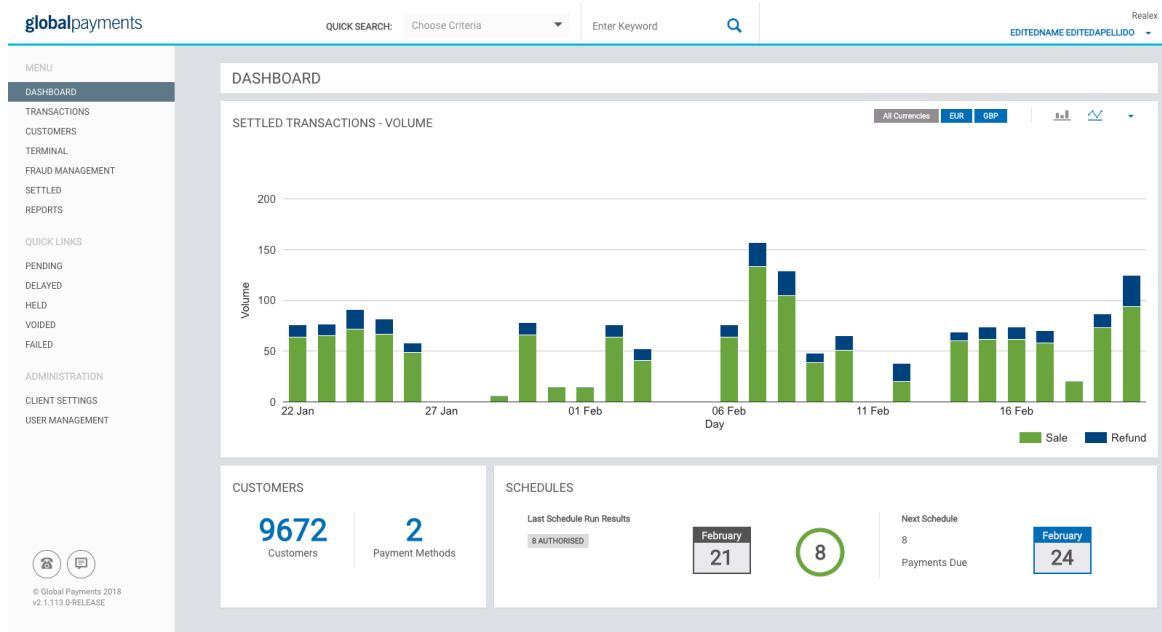 globalpayments
QUICK SEARCH: Choose Criteria Enter Keyword
Realex
EDITEDNAME EDITEDAPELLIDO
MENU
DASHBOARD
TRANSACTIONS
CUSTOMERS
TERMINAL
FRAUD MANAGEMENT
SETTLED
REPORTS
QUICK LINKS
PENDING
DELAYED
HELD
VOIDED
FAILED
ADMINISTRATION
CLIENT SETTINGS
USER MANAGEMENT
© Global Payments 2018
v2.1.113.0-RELEASE
DASHBOARD
SETTLED TRANSACTIONS - VOLUME
All Currencies EUR GBP
200
150
100
50
0
Volume
22 Jan 27 Jan 01 Feb 06 Feb 11 Feb 16 Feb
Day
Sale Refund
CUSTOMERS
9672 2
Customers Payment Methods
SCHEDULES
Last Schedule Run Results
8 AUTHORISED
February
21
8
Next Schedule
8
Payments Due
February
24